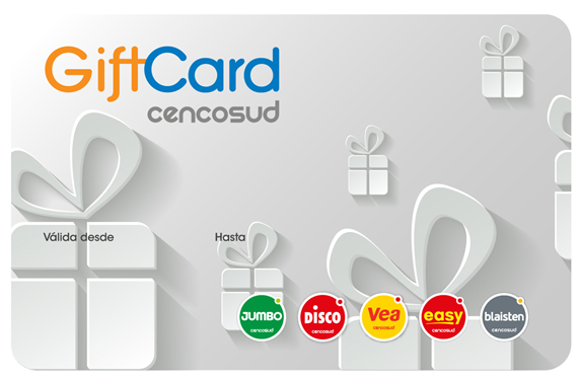 GiftCard
cencosud
Válida desde Hasta
JUMBO
cencosud
DISCO
cencosud
Vea
cencosud
easy
cencosud
blaisten
cencosud